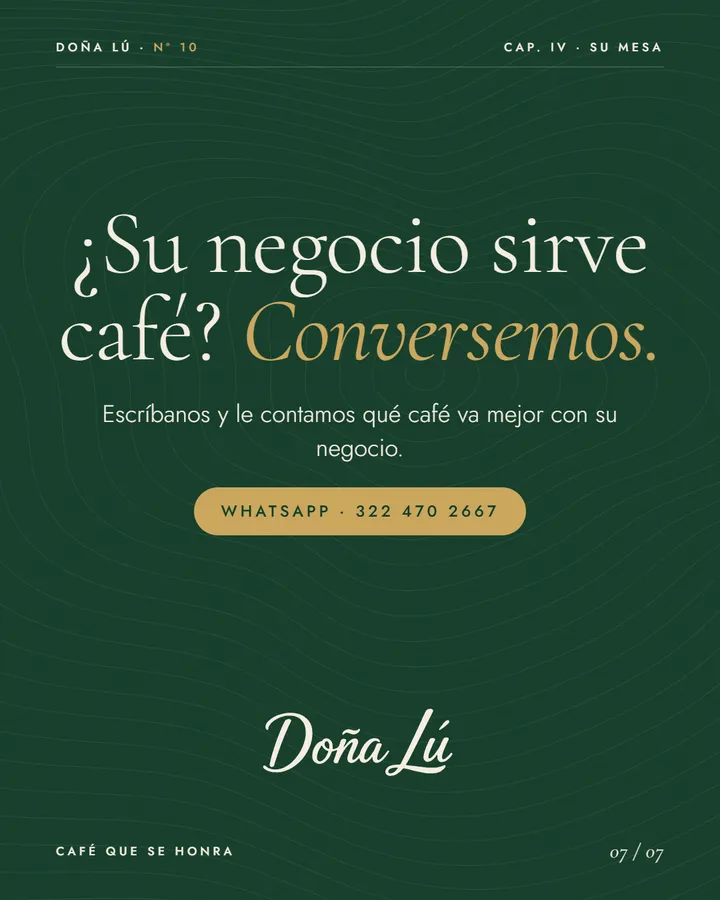 DOÑA LÚ · N° 10
CAP. IV · SU MESA
¿Su negocio sirve
café? Conversemos.
Escríbanos y le contamos qué café va mejor con su
negocio.
WHATSAPP · 322 470 2667
Doña Lú
CAFÉ QUE SE HONRA
07 / 07